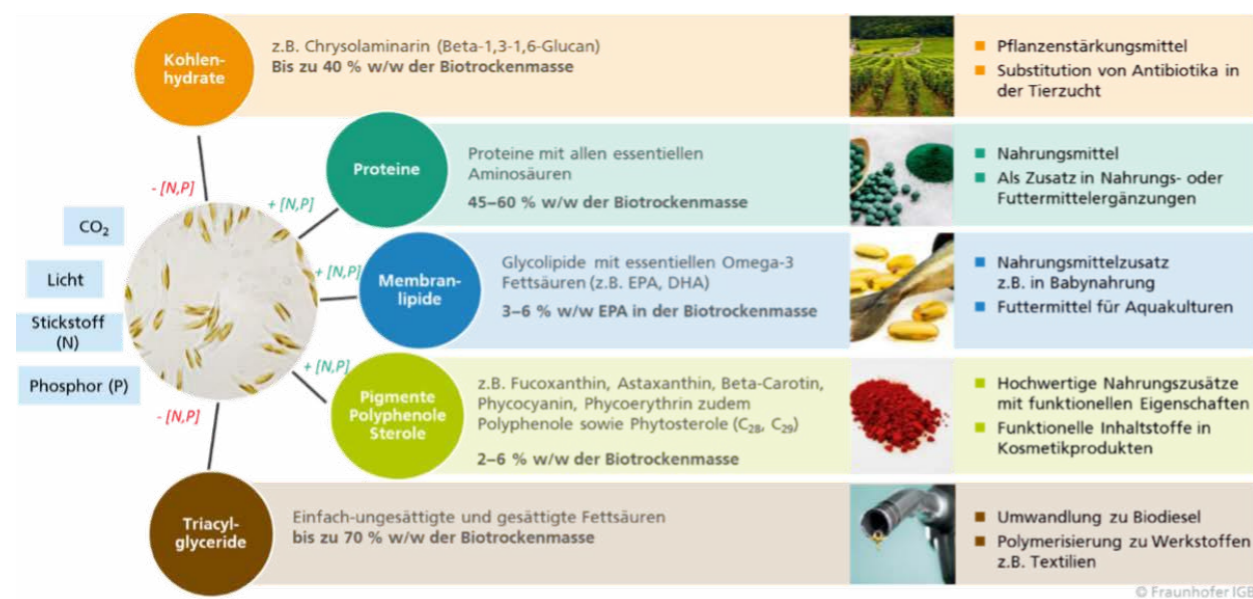 Kohlen-
hydrate
z.B. Chrysolaminarin (Beta-1,3-1,6-Glucan)
Bis zu 40 % w/w der Biotrockenmasse
Pflanzenstärkungsmittel
Substitution von Antibiotika in
der Tierzucht
- [N,P]
Proteine
Proteine mit allen essentiellen
Aminosäuren
45–60 % w/w der Biotrockenmasse
Nahrungsmittel
Als Zusatz in Nahrungs- oder
Futtermittelergänzungen
+ [N,P]
CO₂
Licht
Stickstoff
(N)
Phosphor (P)
+ [N,P]
Membran-
lipide
Glycolipide mit essentiellen Omega-3
Fettsäuren (z.B. EPA, DHA)
3–6 % w/w EPA in der Biotrockenmasse
Nahrungsmittelzusatz
z.B. in Babynahrung
Futtermittel für Aquakulturen
+ [N,P]
Pigmente
Polyphenole
Sterole
z.B. Fucoxanthin, Astaxanthin, Beta-Carotin,
Phycocyanin, Phycoerythrin zudem
Polyphenole sowie Phytosterole (C₂₈, C₂₉)
2–6 % w/w der Biotrockenmasse
Hochwertige Nahrungszusätze
mit funktionellen Eigenschaften
Funktionelle Inhaltstoffe in
Kosmetikprodukten
- [N,P]
Triacyl-
glyceride
Einfach-ungesättigte und gesättigte Fettsäuren
bis zu 70 % w/w der Biotrockenmasse
Umwandlung zu Biodiesel
Polymerisierung zu Werkstoffen
z.B. Textilien
© Fraunhofer IGB